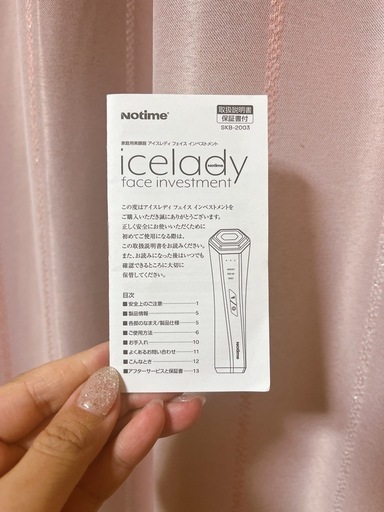 Notime®
取扱説明書
保証書付
SKB-2003
家庭用美顔器 アイスレディ フェイス インベストメント
icelady
Notime
face investment
この度はアイスレディ フェイス インベストメントを
ご購入いただき誠にありがとうございます。
正しく安全にお使いいただくために
初めてご使用になる際は、
この取扱説明書をお読みください。
また、お読みになった後はいつでも
確認できるところに大切に
保管してください。
目次
■安全上のご注意 1
■製品情報 5
■各部のなまえ/製品仕様 5
■ご使用方法 6
■お手入れ 10
■よくあるお問い合わせ 11
■こんなとき 12
■アフターサービスと保証書 13
Notime